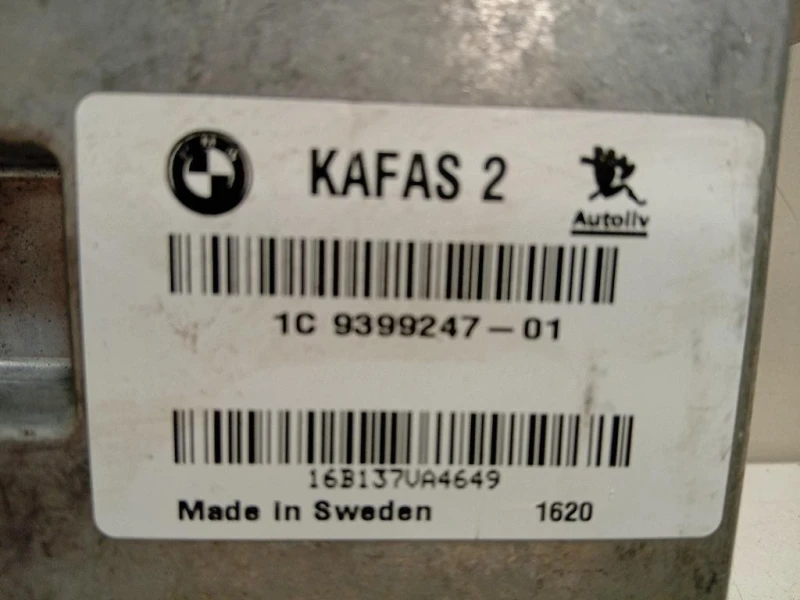 KAFAS 2
Autoliv
1C 9399247-01
16B137VA4649
Made in Sweden 1620